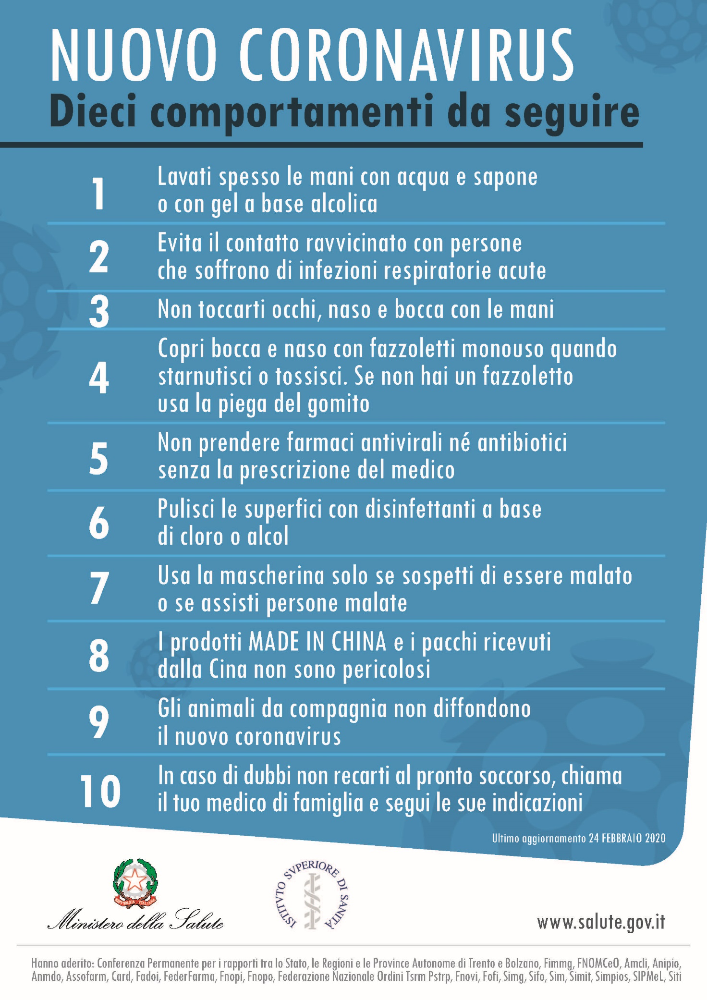 NUOVO CORONAVIRUS
Dieci comportamenti da seguire
1
Lavati spesso le mani con acqua e sapone
o con gel a base alcolica
2
Evita il contatto ravvicinato con persone
che soffrono di infezioni respiratorie acute
3
Non toccarti occhi, naso e bocca con le mani
4
Copri bocca e naso con fazzoletti monouso quando
starnutisci o tossisci. Se non hai un fazzoletto
usa la piega del gomito
5
Non prendere farmaci antivirali né antibiotici
senza la prescrizione del medico
6
Pulisci le superfici con disinfettanti a base
di cloro o alcol
7
Usa la mascherina solo se sospetti di essere malato
o se assisti persone malate
8
I prodotti MADE IN CHINA e i pacchi ricevuti
dalla Cina non sono pericolosi
9
Gli animali da compagnia non diffondono
il nuovo coronavirus
10
In caso di dubbi non recarti al pronto soccorso, chiama
il tuo medico di famiglia e segui le sue indicazioni
Ultimo aggiornamento 24 FEBBRAIO 2020
REPVBBLICA ITALIANA
Ministero della Salute
ISTITVTO SVPERIORE DI SANITÀ
www.salute.gov.it
Hanno aderito: Conferenza Permanente per i rapporti tra lo Stato, le Regioni e le Province Autonome di Trento e Bolzano, Fimmg, FNOMCeO, Amcli, Anipio,
Anmdo, Assofarm, Card, Fadoi, FederFarma, Fnopi, Fnopo, Federazione Nazionale Ordini Tsrm Pstrp, Fnovi, Fofi, Simg, Sifo, Sim, Simit, Simpios, SIPMeL, Siti